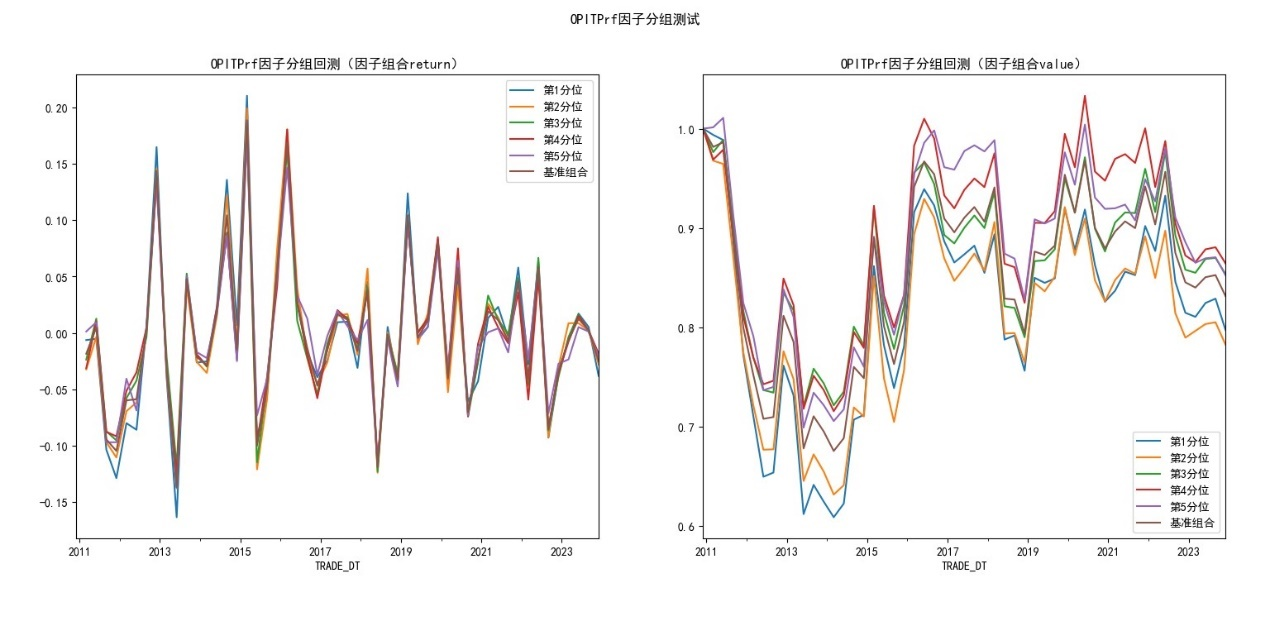 OPITPrf因子分组测试
OPITPrf因子分组回测（因子组合return）
0.20
0.15
0.10
0.05
0.00
−0.05
−0.10
−0.15
第1分位
第2分位
第3分位
第4分位
第5分位
基准组合
2011
2013
2015
2017
2019
2021
2023
TRADE_DT
OPITPrf因子分组回测（因子组合value）
1.0
0.9
0.8
0.7
0.6
第1分位
第2分位
第3分位
第4分位
第5分位
基准组合
2011
2013
2015
2017
2019
2021
2023
TRADE_DT